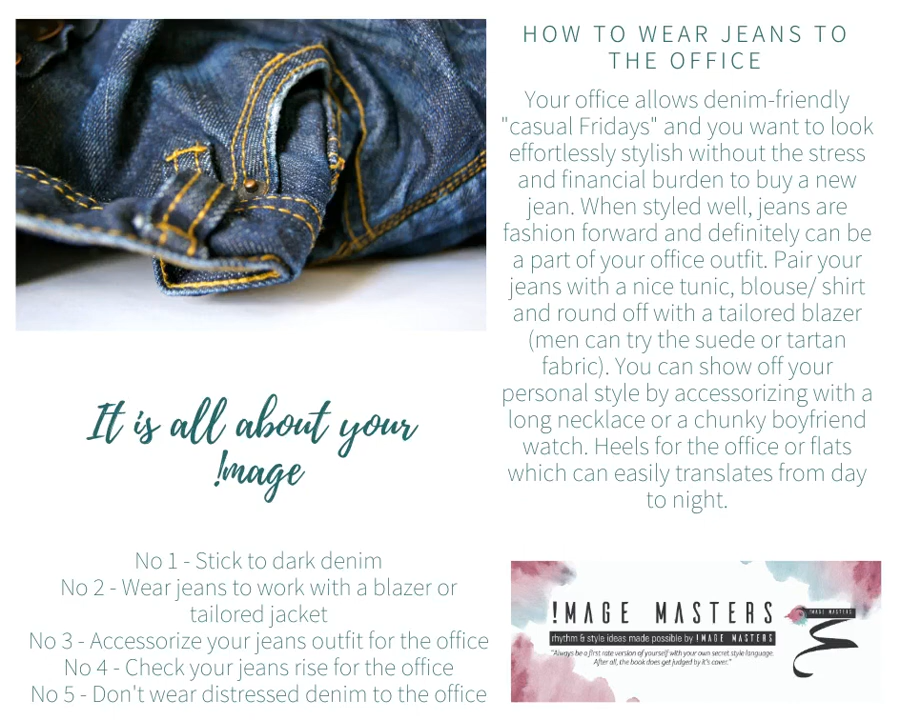 HOW TO WEAR JEANS TO
THE OFFICE
Your office allows denim-friendly
"casual Fridays" and you want to look
effortlessly stylish without the stress
and financial burden to buy a new
jean. When styled well, jeans are
fashion forward and definitely can be
a part of your office outfit. Pair your
jeans with a nice tunic, blouse/ shirt
and round off with a tailored blazer
(men can try the suede or tartan
fabric). You can show off your
personal style by accessorizing with a
long necklace or a chunky boyfriend
watch. Heels for the office or flats
which can easily translates from day
to night.
It is all about your
!mage
No 1 - Stick to dark denim
No 2 - Wear jeans to work with a blazer or
tailored jacket
No 3 - Accessorize your jeans outfit for the office
No 4 - Check your jeans rise for the office
No 5 - Don't wear distressed denim to the office
!MAGE MASTERS
rhythm & style ideas made possible by !MAGE MASTERS
"Always be a first rate version of yourself with your own secret style language.
After all, the book does get judged by it's cover."
!MAGE MASTERS